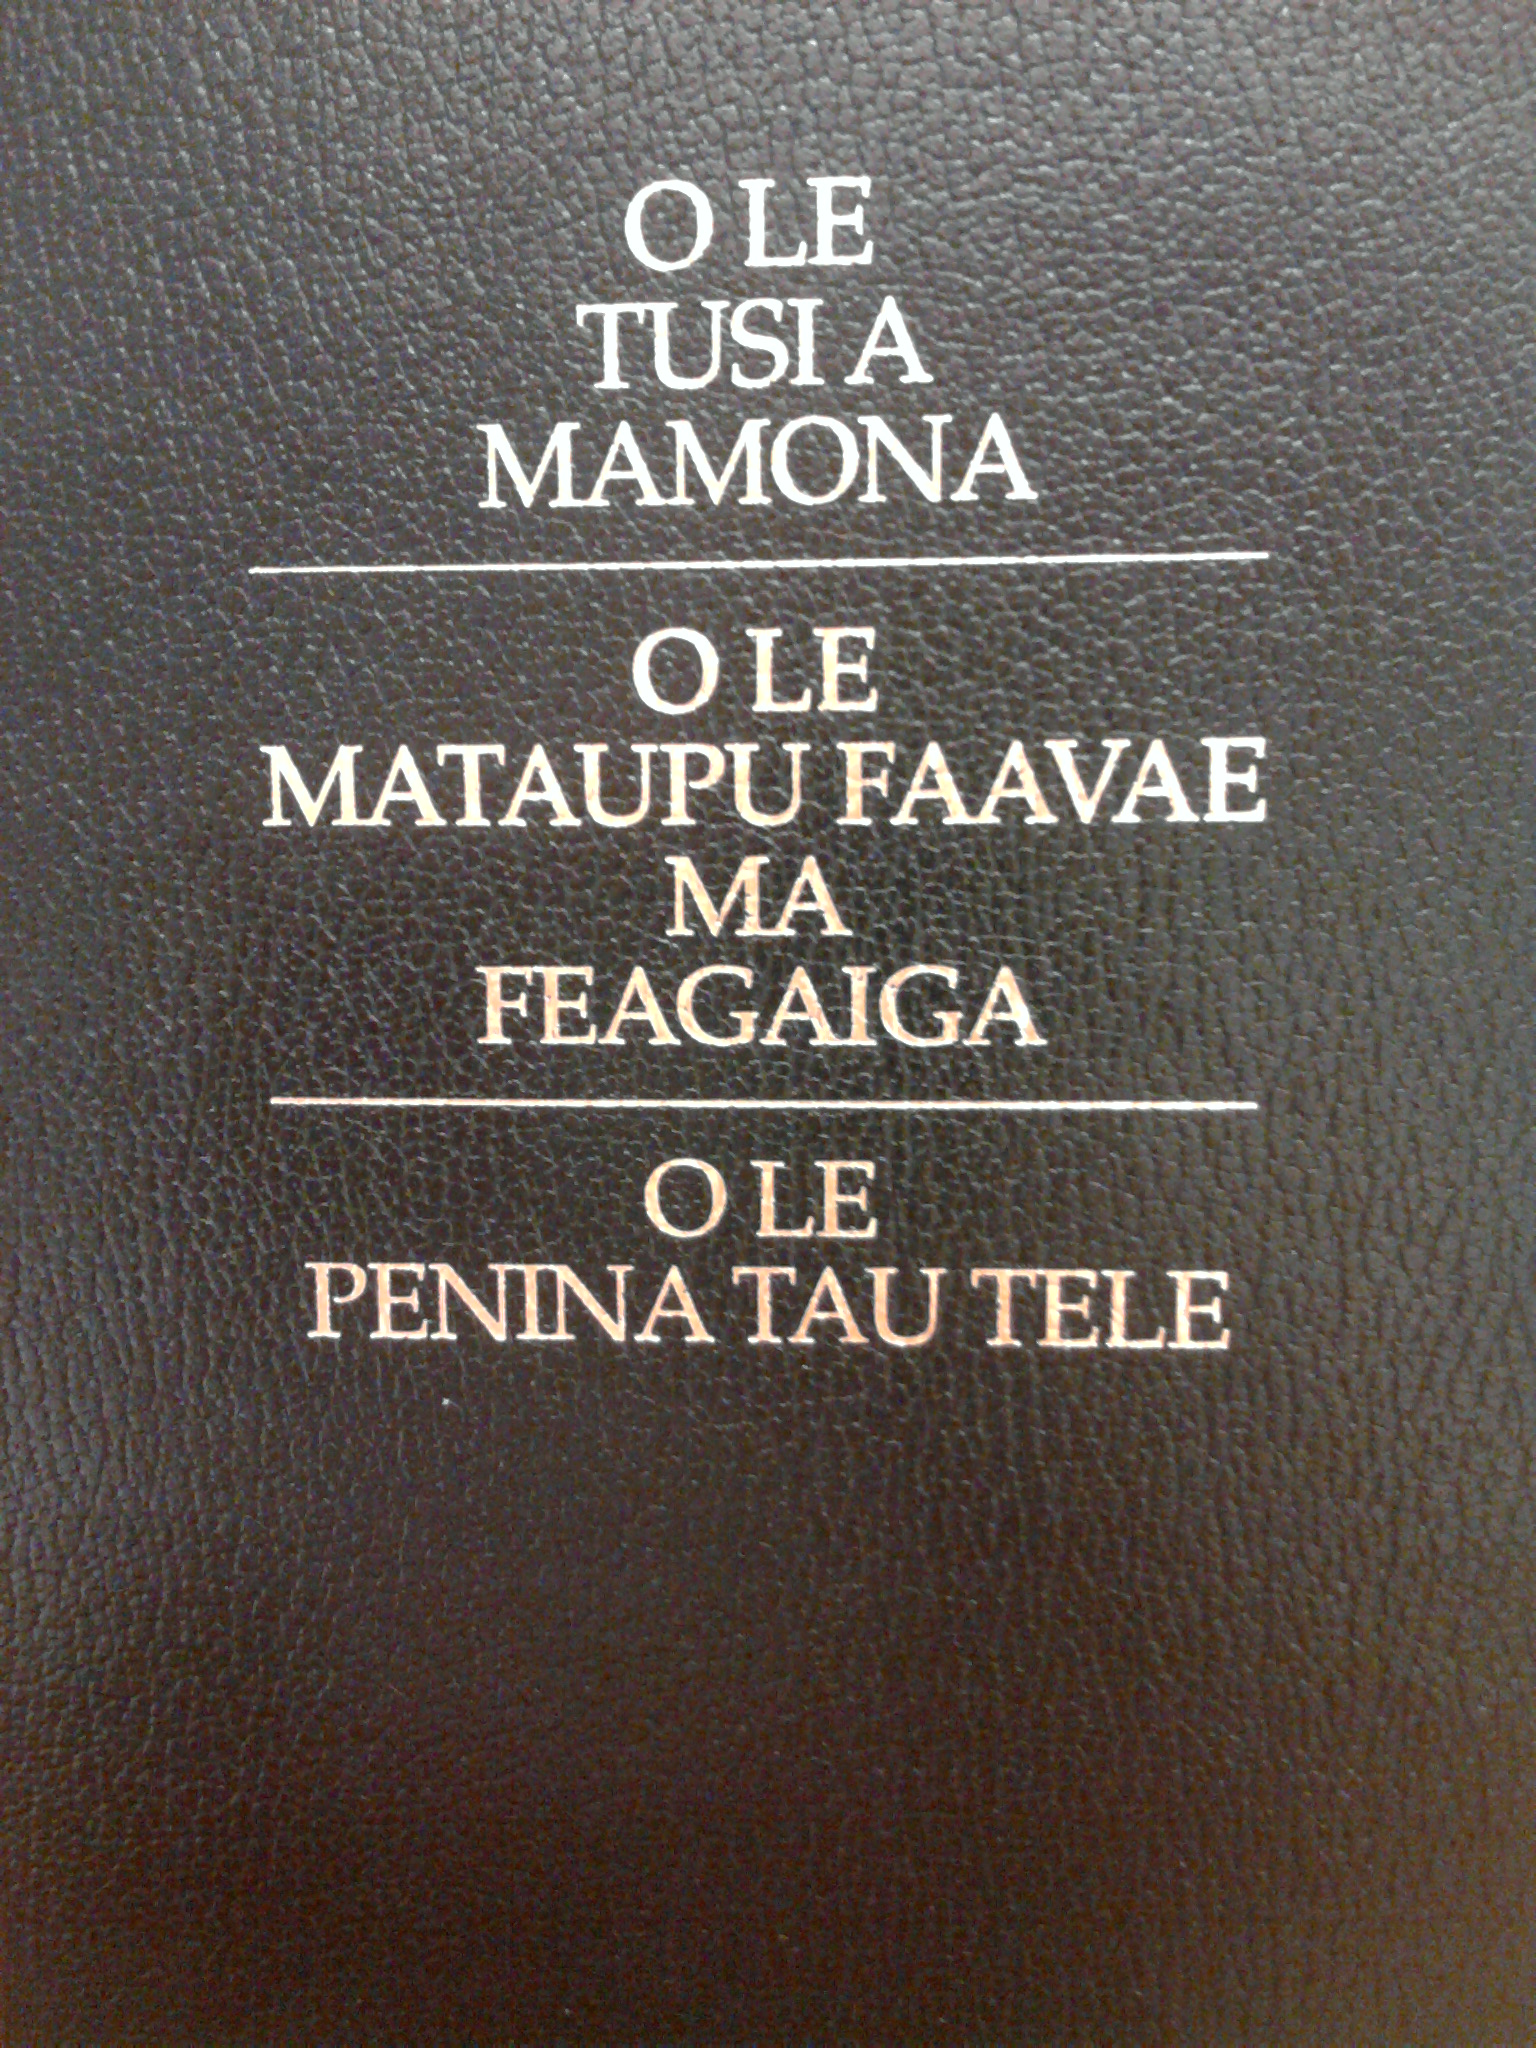 O LE
TUSI A
MAMONA
O LE
MATAUPU FAAVAE
MA
FEAGAIGA
O LE
PENINA TAU TELE